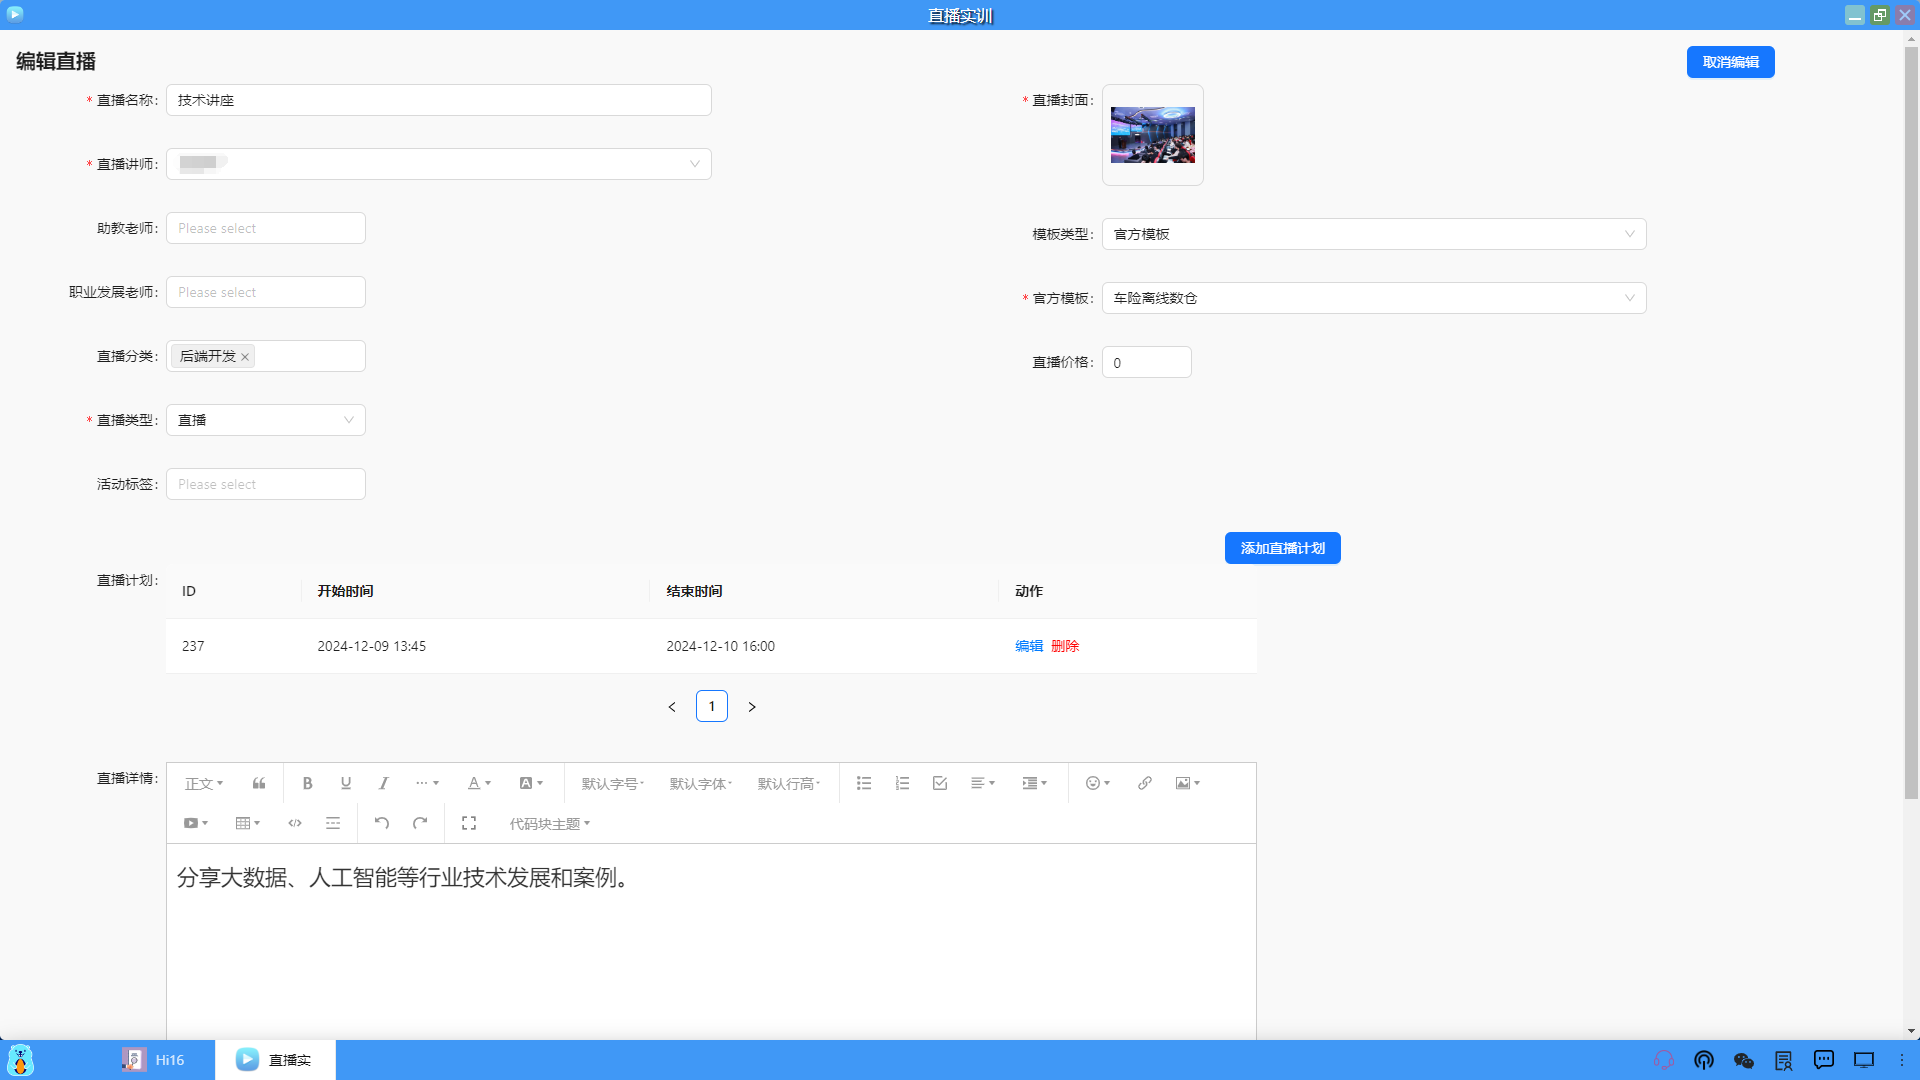 直播实训
编辑直播
取消编辑
* 直播名称: 技术讲座
* 直播封面:
* 直播讲师:
助教老师: Please select
模板类型: 官方模板
职业发展老师: Please select
* 官方模板: 车险离线数仓
直播分类: 后端开发 ×
直播价格: 0
* 直播类型: 直播
活动标签: Please select
添加直播计划
直播计划:
ID 开始时间 结束时间 动作
237 2024-12-09 13:45 2024-12-10 16:00 编辑 删除
< 1 >
直播详情:
正文 B U I ··· A A 默认字号 默认字体 默认行高
代码块主题
分享大数据、人工智能等行业技术发展和案例。
Hi16 直播实